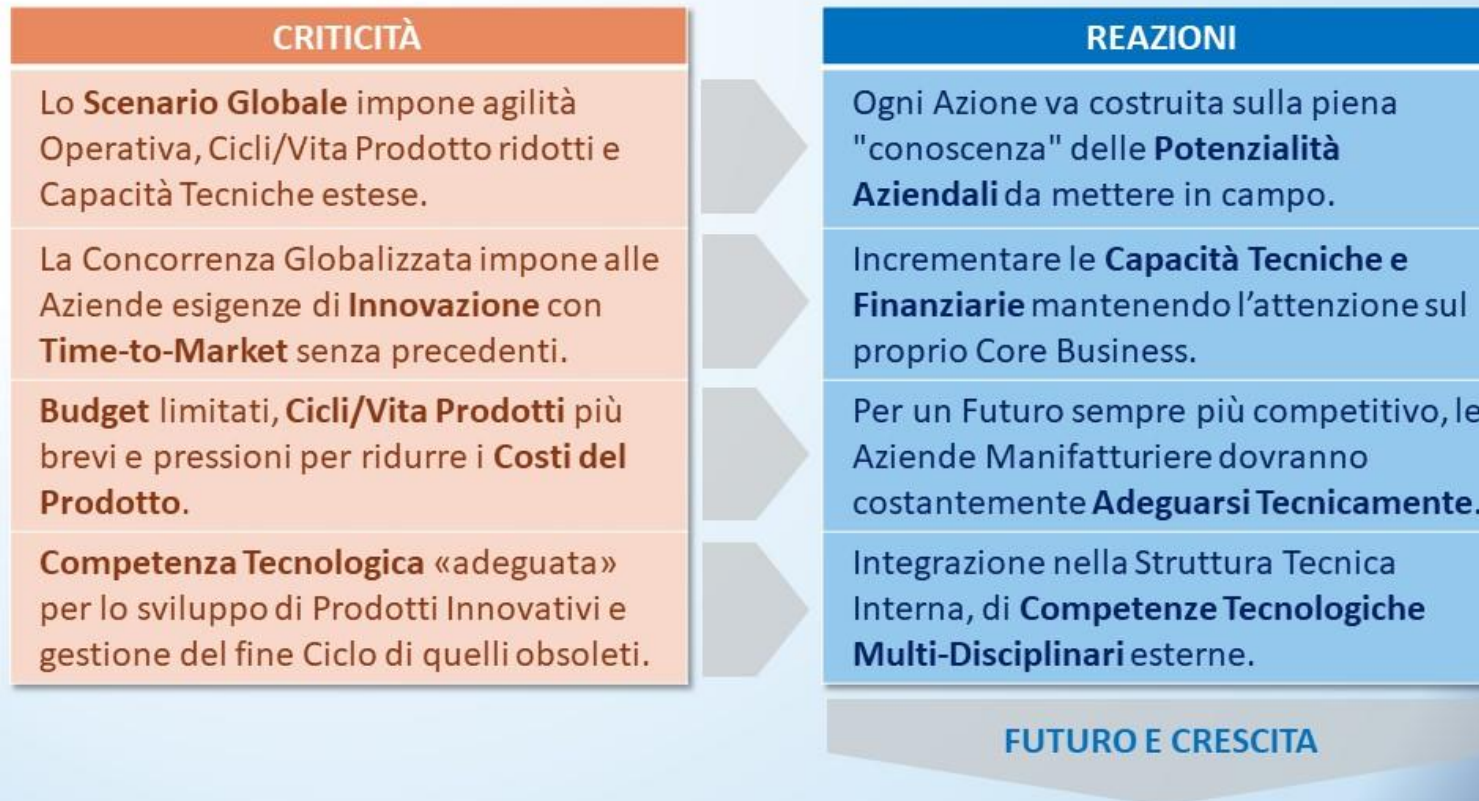 CRITICITÀ
Lo Scenario Globale impone agilità
Operativa, Cicli/Vita Prodotto ridotti e
Capacità Tecniche estese.
La Concorrenza Globalizzata impone alle
Aziende esigenze di Innovazione con
Time-to-Market senza precedenti.
Budget limitati, Cicli/Vita Prodotti più
brevi e pressioni per ridurre i Costi del
Prodotto.
Competenza Tecnologica «adeguata»
per lo sviluppo di Prodotti Innovativi e
gestione del fine Ciclo di quelli obsoleti.
REAZIONI
Ogni Azione va costruita sulla piena
"conoscenza" delle Potenzialità
Aziendali da mettere in campo.
Incrementare le Capacità Tecniche e
Finanziarie mantenendo l’attenzione sul
proprio Core Business.
Per un Futuro sempre più competitivo, le
Aziende Manifatturiere dovranno
costantemente Adeguarsi Tecnicamente.
Integrazione nella Struttura Tecnica
Interna, di Competenze Tecnologiche
Multi-Disciplinari esterne.
FUTURO E CRESCITA